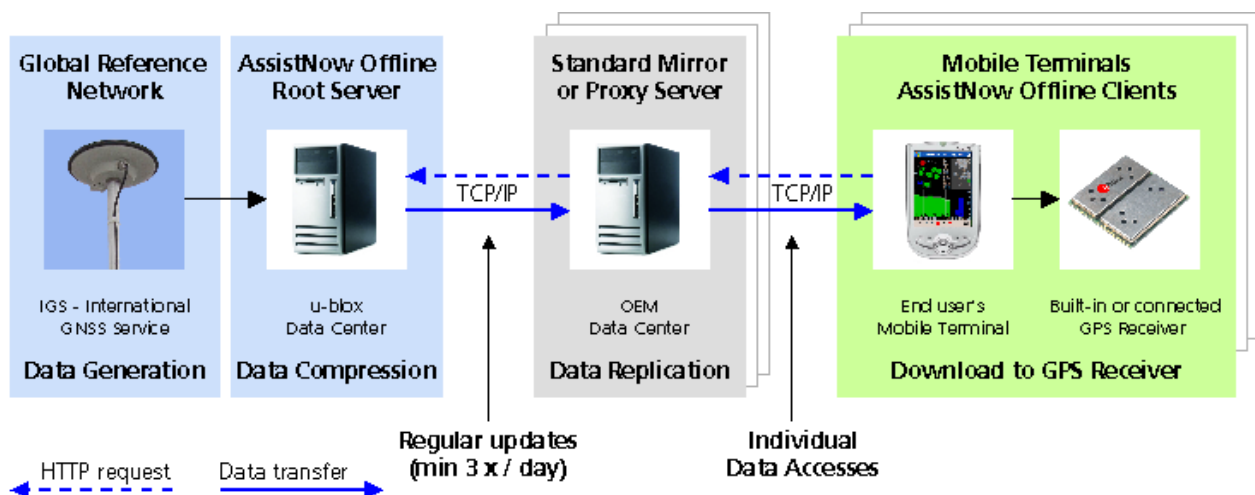 Global Reference
Network
IGS - International
GNSS Service
Data Generation
AssistNow Offline
Root Server
u-blox
Data Center
Data Compression
TCP/IP
Regular updates
(min 3 x / day)
Standard Mirror
or Proxy Server
OEM
Data Center
Data Replication
TCP/IP
Individual
Data Accesses
Mobile Terminals
AssistNow Offline Clients
End user's
Mobile Terminal
Built-in or connected
GPS Receiver
Download to GPS Receiver
HTTP request
Data transfer